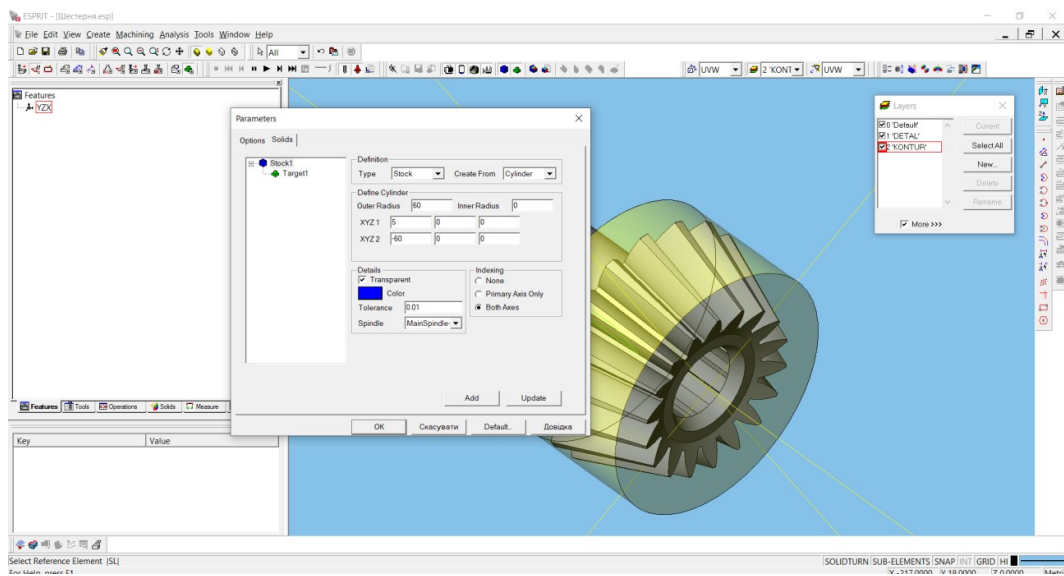 ESPRIT - [Шестерня.esp]
File Edit View Create Machining Analysis Tools Window Help
All
UVW
2 'KONT
UVW
Features
YZX
Parameters
Options Solids
Stock1
Target1
Definition
Type Stock Create From Cylinder
Define Cylinder
Outer Radius 60 Inner Radius 0
XYZ 1 5 0 0
XYZ 2 -60 0 0
Details
Transparent
Color
Tolerance 0.01
Spindle MainSpindle-
Indexing
None
Primary Axis Only
Both Axes
Add Update
OK Скасувати Default.. Довідка
Layers
0 'Default'
1 'DETAL'
2 'KONTUR'
Current
Select All
New..
Delete
Rename
More >>>
Features Tools Operations Solids Measure
Key Value
Select Reference Element |SL|
SOLIDTURN SUB-ELEMENTS SNAP INT GRID HI
For Help, press F1
X -217.0000 Y 18.0000 Z 0.0000 Metric